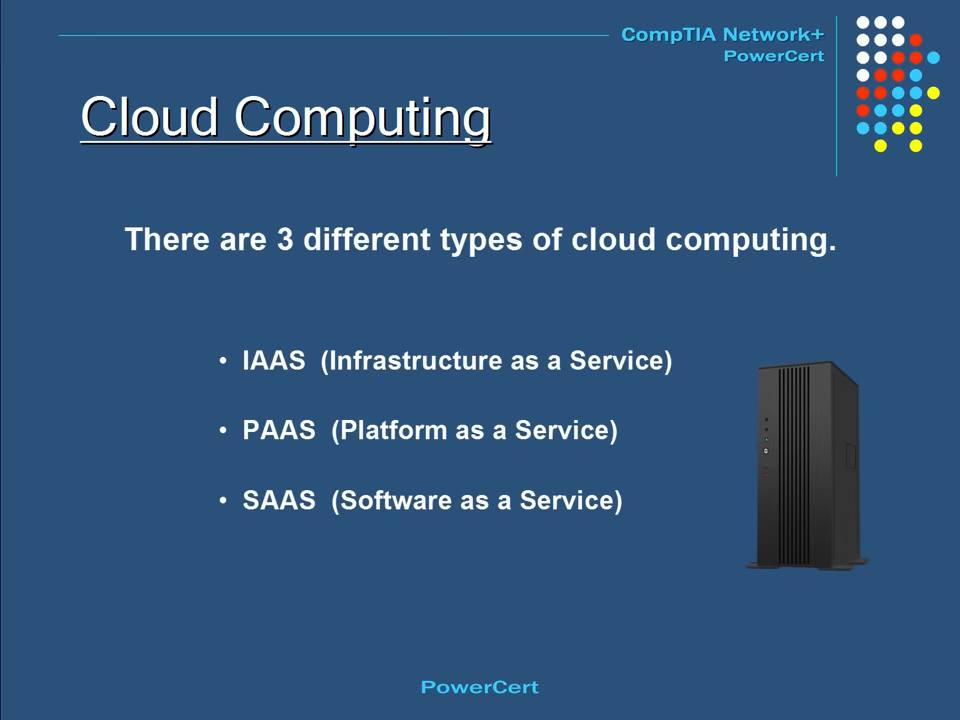 CompTIA Network+
PowerCert
Cloud Computing
There are 3 different types of cloud computing.
• IAAS (Infrastructure as a Service)
• PAAS (Platform as a Service)
• SAAS (Software as a Service)
PowerCert